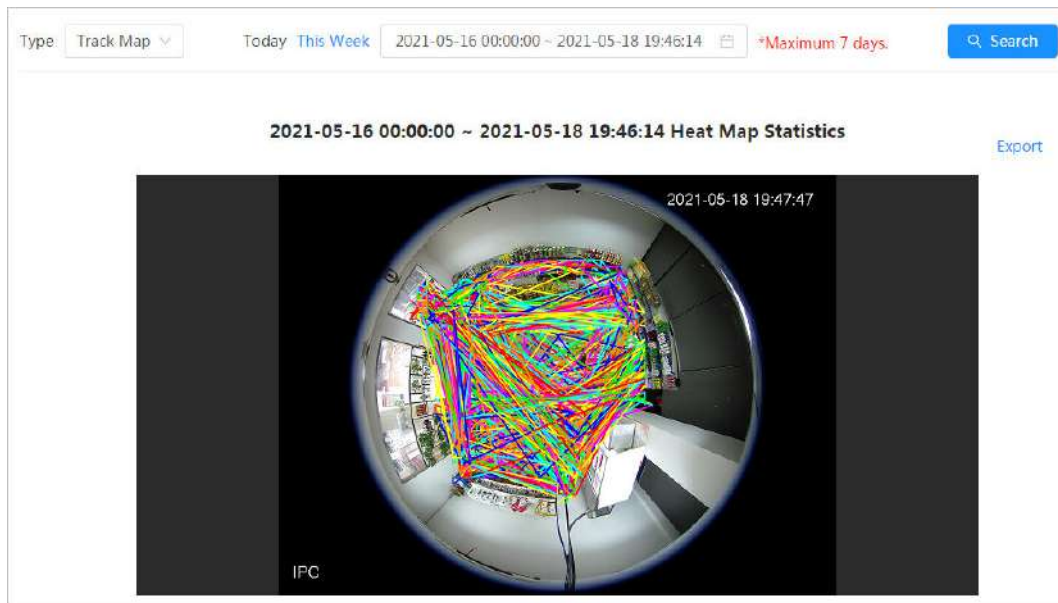 Type Track Map Today This Week 2021-05-16 00:00:00 ~ 2021-05-18 19:46:14 *Maximum 7 days. Search
2021-05-16 00:00:00 ~ 2021-05-18 19:46:14 Heat Map Statistics
Export
2021-05-18 19:47:47
IPC